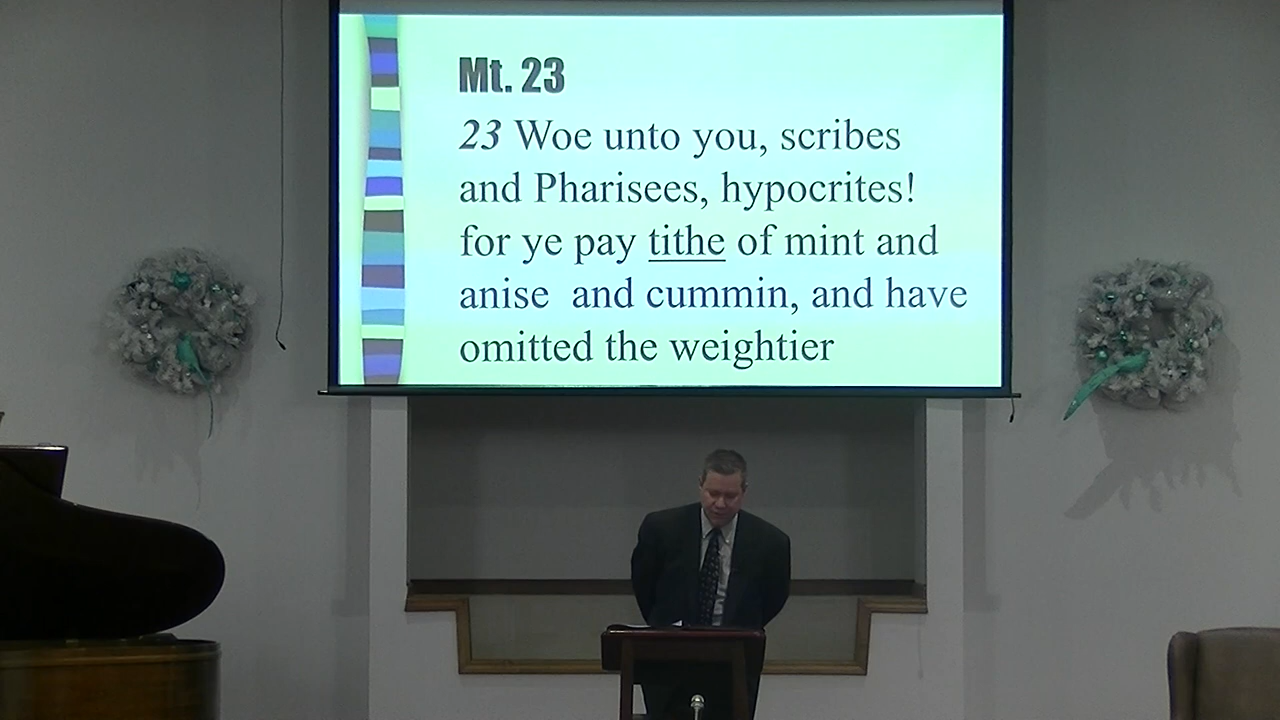 Mt. 23
23 Woe unto you, scribes
and Pharisees, hypocrites!
for ye pay tithe of mint and
anise  and cummin, and have
omitted the weightier